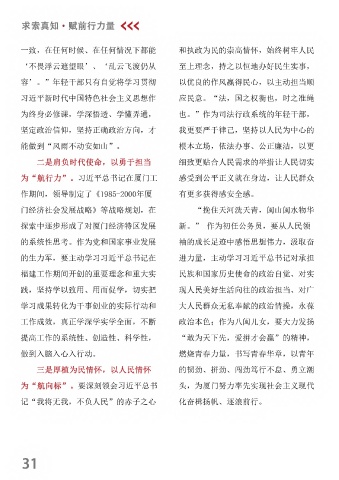 求索真知·赋前行力量
一致，在任何时候、在任何情况下都能
‘不畏浮云遮望眼’、‘乱云飞渡仍从
容’。”年轻干部只有自觉将学习贯彻
习近平新时代中国特色社会主义思想作
为终身必修课，学深悟透、学懂弄通，
坚定政治信仰，坚持正确政治方向，才
能做到“风雨不动安如山”。
二是肩负时代使命，以勇于担当
为“航行力”。习近平总书记在厦门工
作期间，领导制定了《1985-2000年厦
门经济社会发展战略》等战略规划，在
探索中逐步形成了对厦门经济特区发展
的系统性思考。作为党和国家事业发展
的生力军，要主动学习习近平总书记在
福建工作期间开创的重要理念和重大实
践，坚持学以致用、用而促学，切实把
学习成果转化为干事创业的实际行动和
工作成效，真正学深学实学全面，不断
提高工作的系统性、创造性、科学性，
做到入脑入心入行动。
三是厚植为民情怀，以人民情怀
为“航向标”。要深刻领会习近平总书
记“我将无我，不负人民”的赤子之心
和执政为民的崇高情怀，始终树牢人民
至上理念，持之以恒地办好民生实事，
以优良的作风赢得民心，以主动担当顺
应民意。“法，国之权衡也，时之准绳
也。”作为司法行政系统的年轻干部，
我更要严于律己，坚持以人民为中心的
根本立场，依法办事、公正廉洁，以更
细致更贴合人民需求的举措让人民切实
感受到公平正义就在身边，让人民群众
有更多获得感安全感。
“挽住天河洗天青，闽山闽水物华
新。” 作为初任公务员，要从人民领
袖的成长足迹中感悟思想伟力，汲取奋
进力量，主动学习习近平总书记对承担
民族和国家历史使命的政治自觉、对实
现人民美好生活向往的政治担当、对广
大人民群众无私奉献的政治情操，永葆
政治本色；作为八闽儿女，要大力发扬
“敢为天下先，爱拼才会赢”的精神，
燃烧青春力量，书写青春华章，以青年
的韧劲、拼劲、闯劲笃行不怠、勇立潮
头，为厦门努力率先实现社会主义现代
化奋楫扬帆、逐浪前行。
31